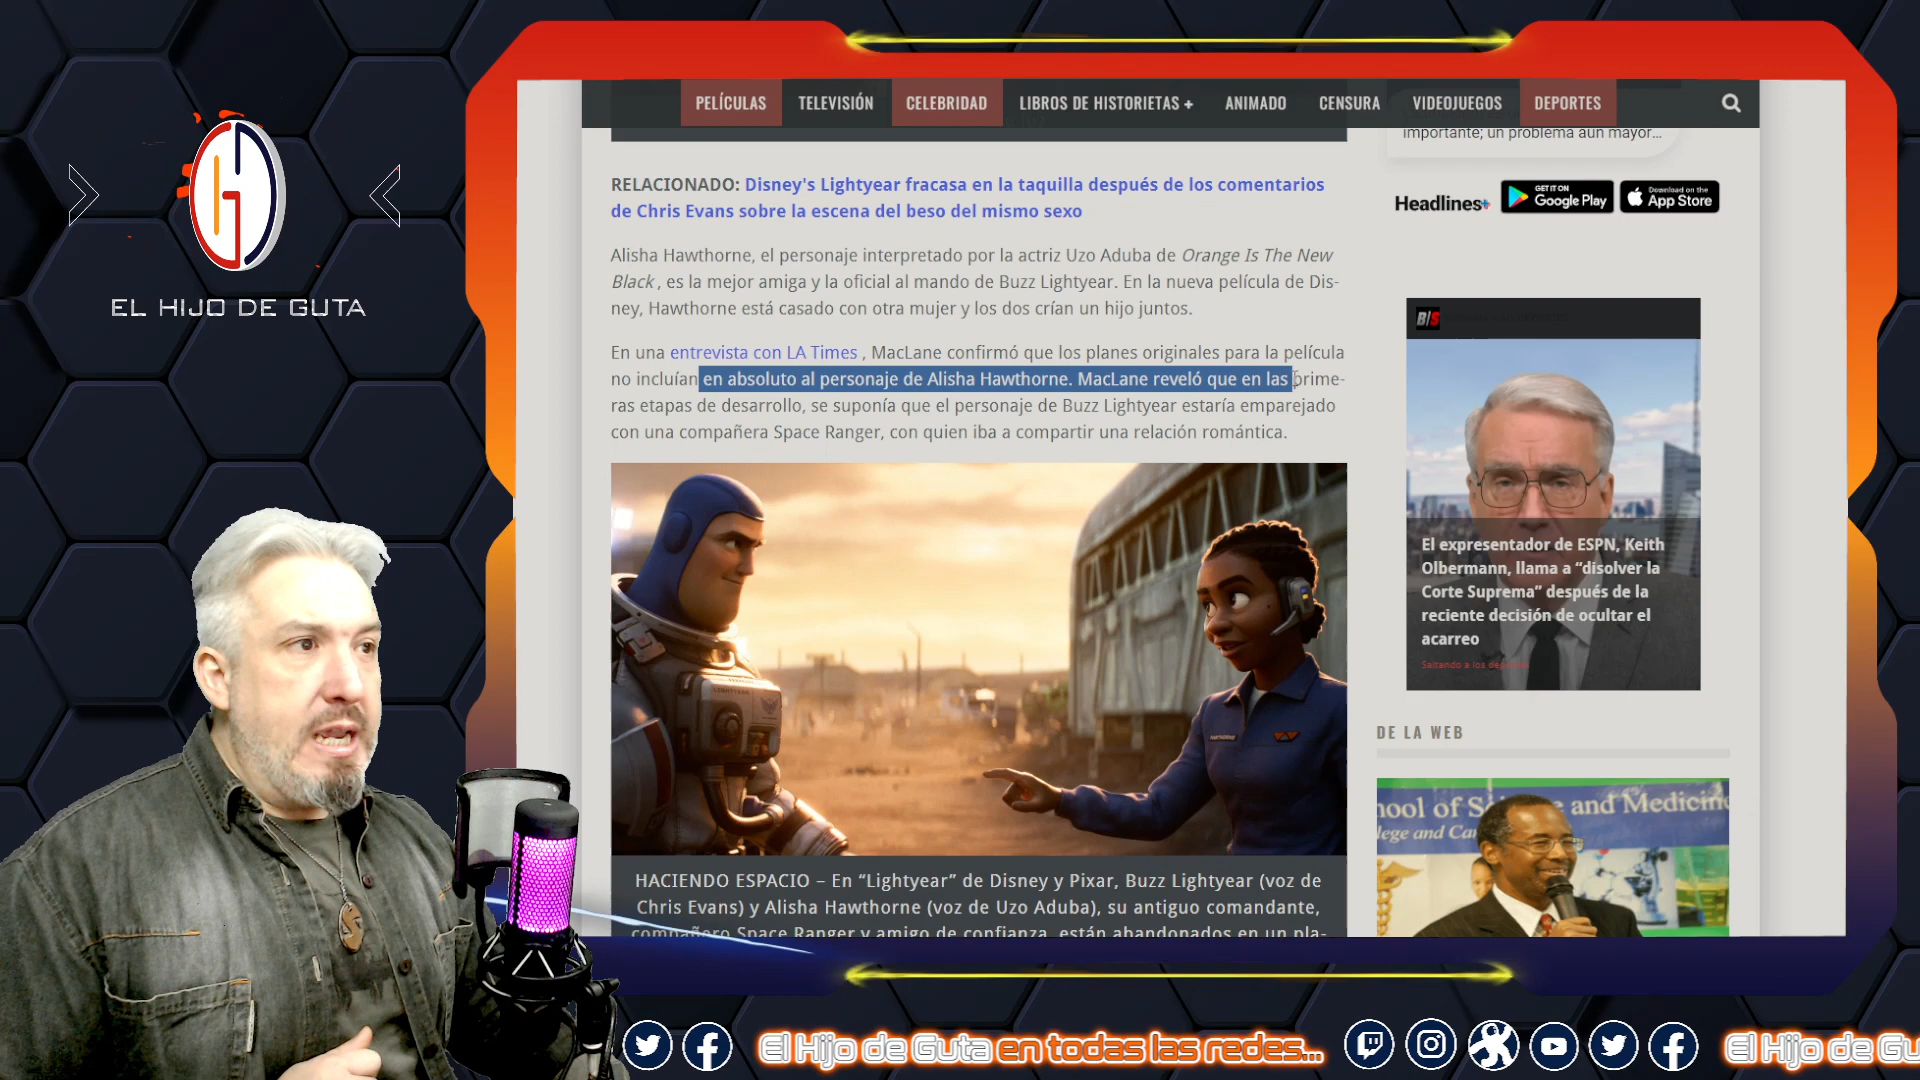 EL HIJO DE GUTA
PELÍCULAS TELEVISIÓN CELEBRIDAD LIBROS DE HISTORIETAS + ANIMADO CENSURA VIDEOJUEGOS DEPORTES
importante; un problema aún mayor...
RELACIONADO: Disney's Lightyear fracasa en la taquilla después de los comentarios
de Chris Evans sobre la escena del beso del mismo sexo
Headlines+
GET IT ON
Google Play
Download on the
App Store
Alisha Hawthorne, el personaje interpretado por la actriz Uzo Aduba de Orange Is The New
Black , es la mejor amiga y la oficial al mando de Buzz Lightyear. En la nueva película de Dis-
ney, Hawthorne está casado con otra mujer y los dos crían un hijo juntos.
En una entrevista con LA Times , MacLane confirmó que los planes originales para la película
no incluían en absoluto al personaje de Alisha Hawthorne. MacLane reveló que en las prime-
ras etapas de desarrollo, se suponía que el personaje de Buzz Lightyear estaría emparejado
con una compañera Space Ranger, con quien iba a compartir una relación romántica.
B/S
El expresentador de ESPN, Keith
Olbermann, llama a “disolver la
Corte Suprema” después de la
reciente decisión de ocultar el
acarreo
Saltando a los
DE LA WEB
LIGHTYEAR
HAWTHORNE
hool of and Medicin
lege and
HACIENDO ESPACIO – En “Lightyear” de Disney y Pixar, Buzz Lightyear (voz de
Chris Evans) y Alisha Hawthorne (voz de Uzo Aduba), su antiguo comandante,
compañero Space Ranger y amigo de confianza, están abandonados en un pla-
El Hijo de Guta en todas las redes...
El Hijo de Gu